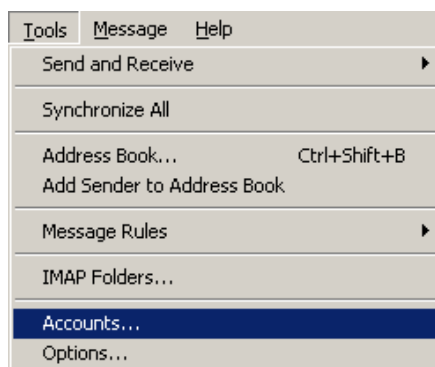 Tools Message Help
Send and Receive
Synchronize All
Address Book... Ctrl+Shift+B
Add Sender to Address Book
Message Rules
IMAP Folders...
Accounts...
Options...